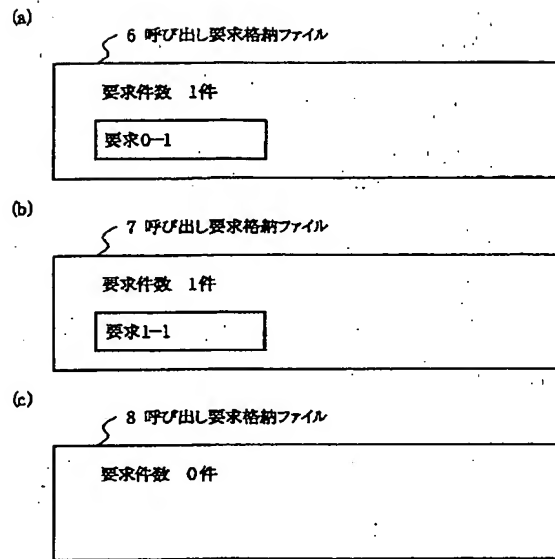 (a)
6 呼び出し要求格納ファイル
要求件数 1件
要求0-1
(b)
7 呼び出し要求格納ファイル
要求件数 1件
要求1-1
(c)
8 呼び出し要求格納ファイル
要求件数 0件